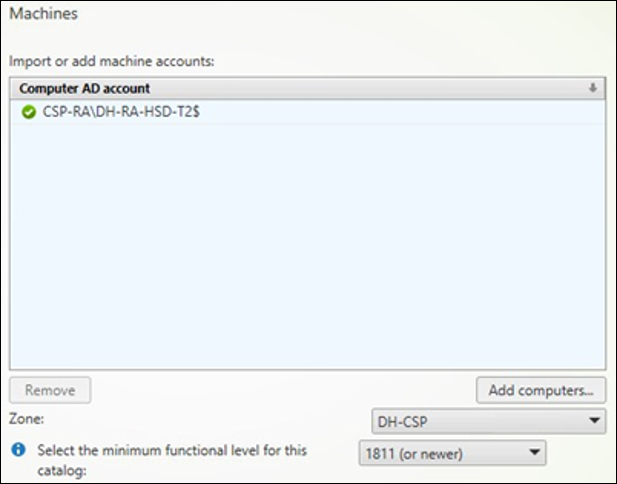 Machines
Import or add machine accounts:
Computer AD account
CSP-RA\DH-RA-HSD-T2$
Remove
Add computers...
Zone:
DH-CSP
Select the minimum functional level for this
catalog:
1811 (or newer)